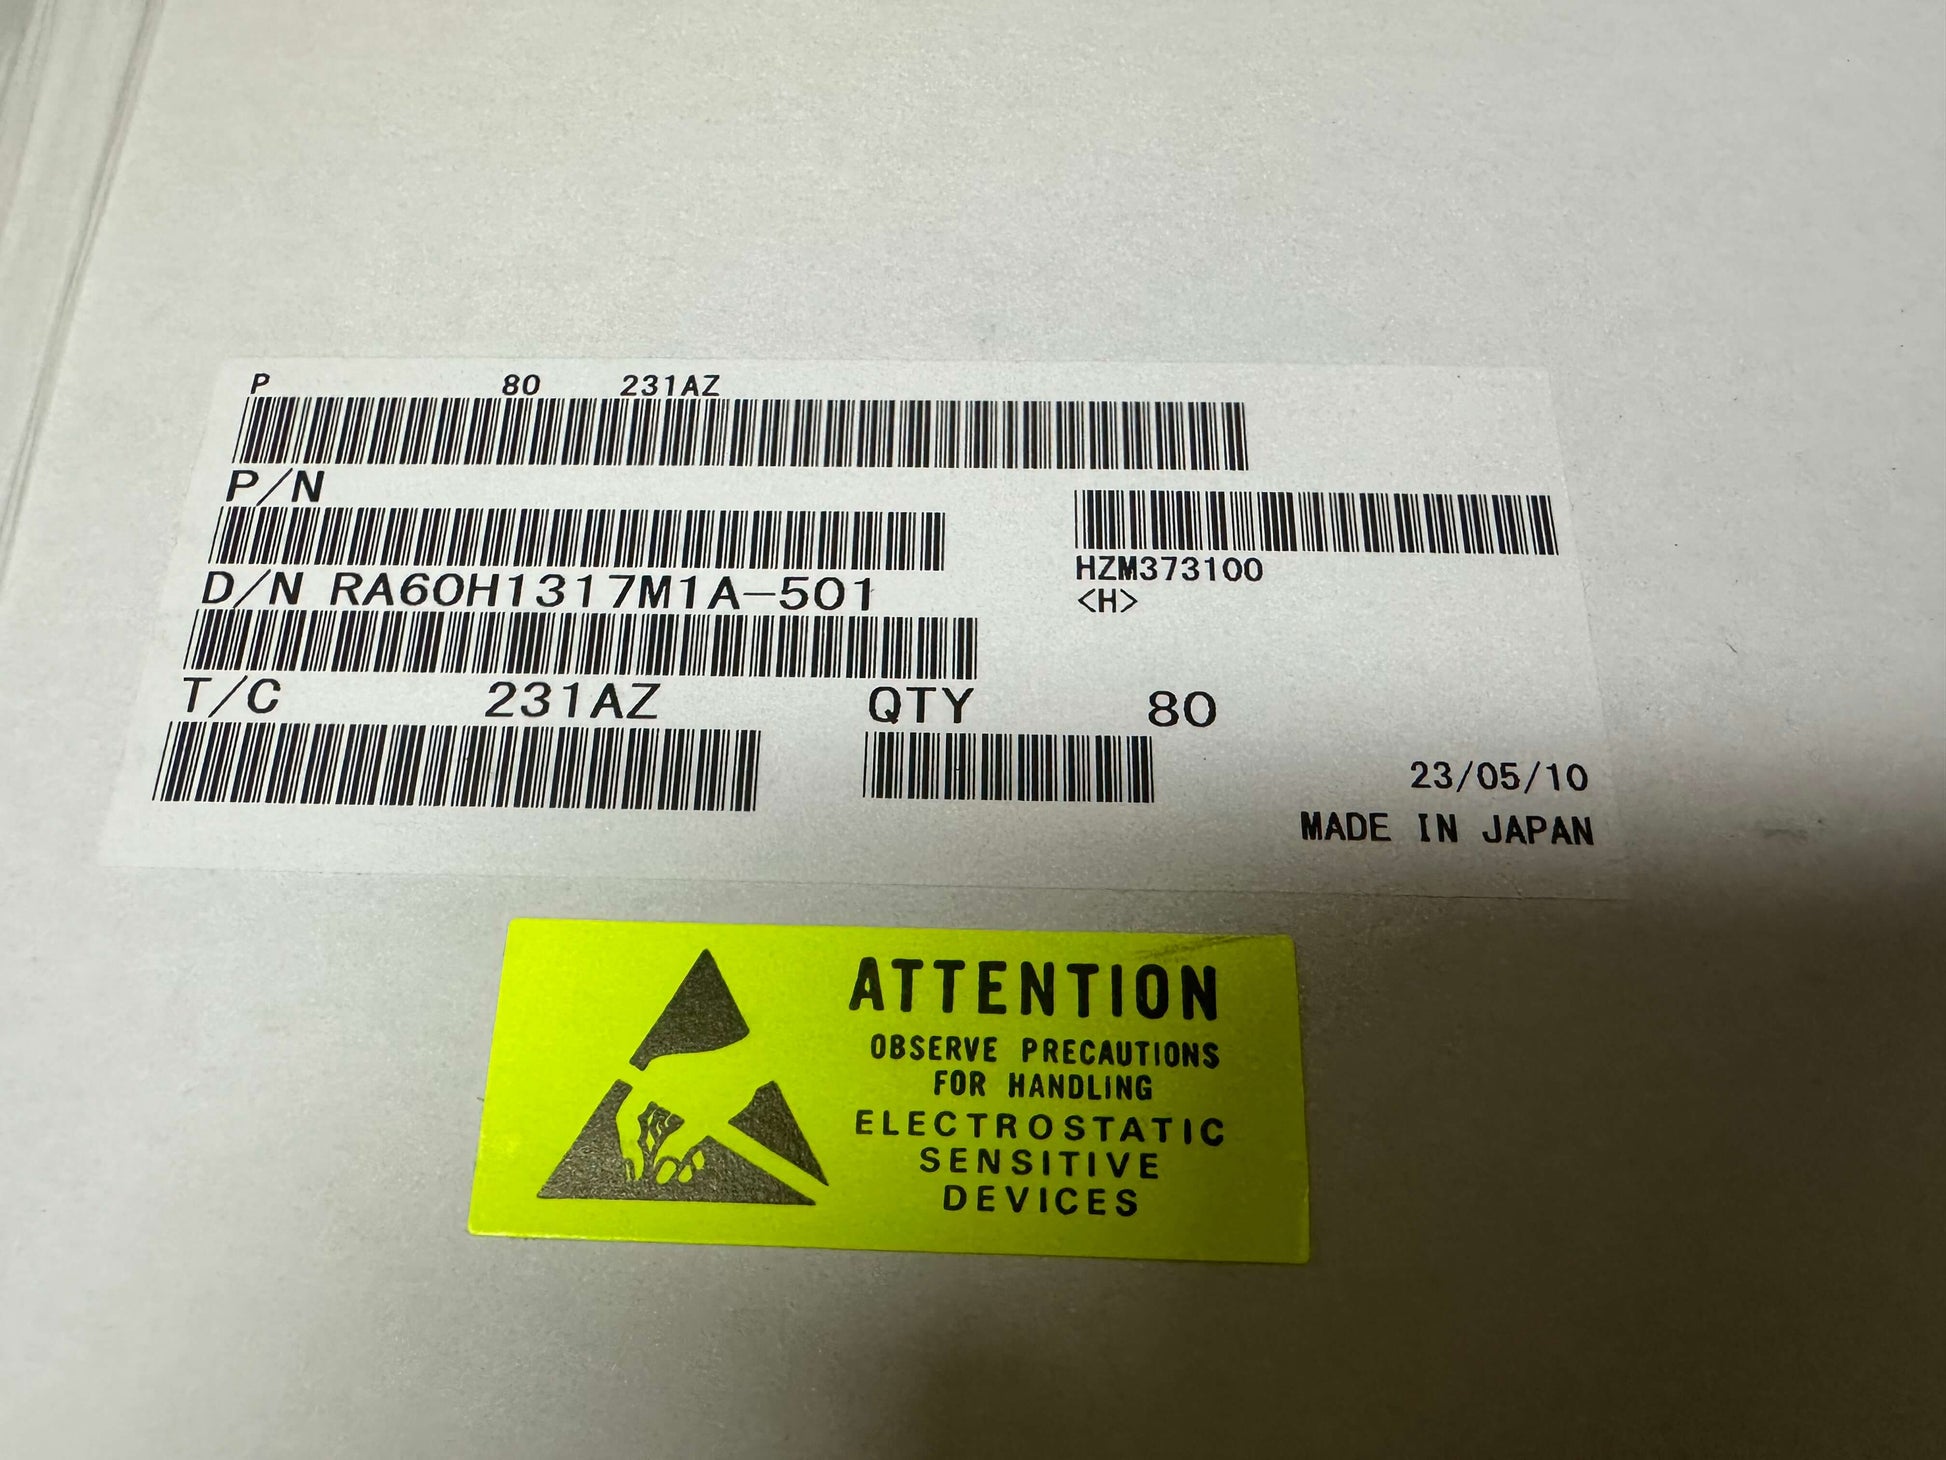 P 80 231AZ
P/N
HZM373100
<H>
D/N RA60H1317M1A-501
T/C 231AZ QTY 80
23/05/10
MADE IN JAPAN
ATTENTION
OBSERVE PRECAUTIONS
FOR HANDLING
ELECTROSTATIC
SENSITIVE
DEVICES